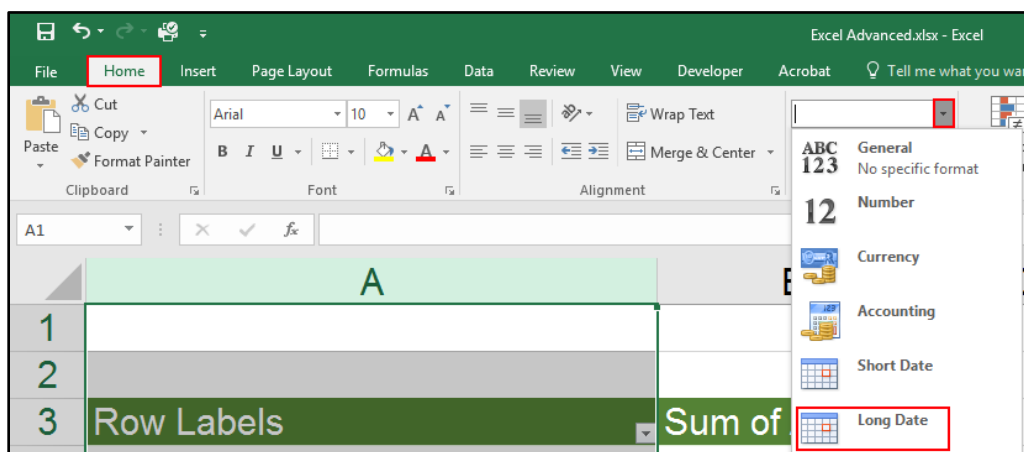 Excel Advanced.xlsx - Excel
File Home Insert Page Layout Formulas Data Review View Developer Acrobat Tell me what you
Paste
Cut
Copy
Format Painter
Clipboard
Arial 10 A A
B I U A
Font
Wrap Text
Merge & Center
Alignment
ABC
123
General
No specific format
12
Number
Currency
Accounting
Short Date
Long Date
A1 fx
A
1
2
3 Row Labels Sum of